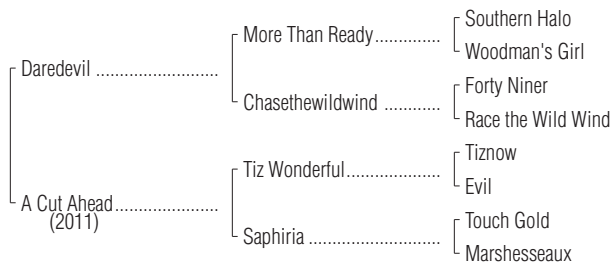 Southern Halo
More Than Ready..............
Woodman's Girl
Daredevil ..........................
Forty Niner
Chasethewildwind ............
Race the Wild Wind
Tiznow
Tiz Wonderful....................
Evil
A Cut Ahead......................
(2011)
Touch Gold
Saphiria ............................
Marshesseaux